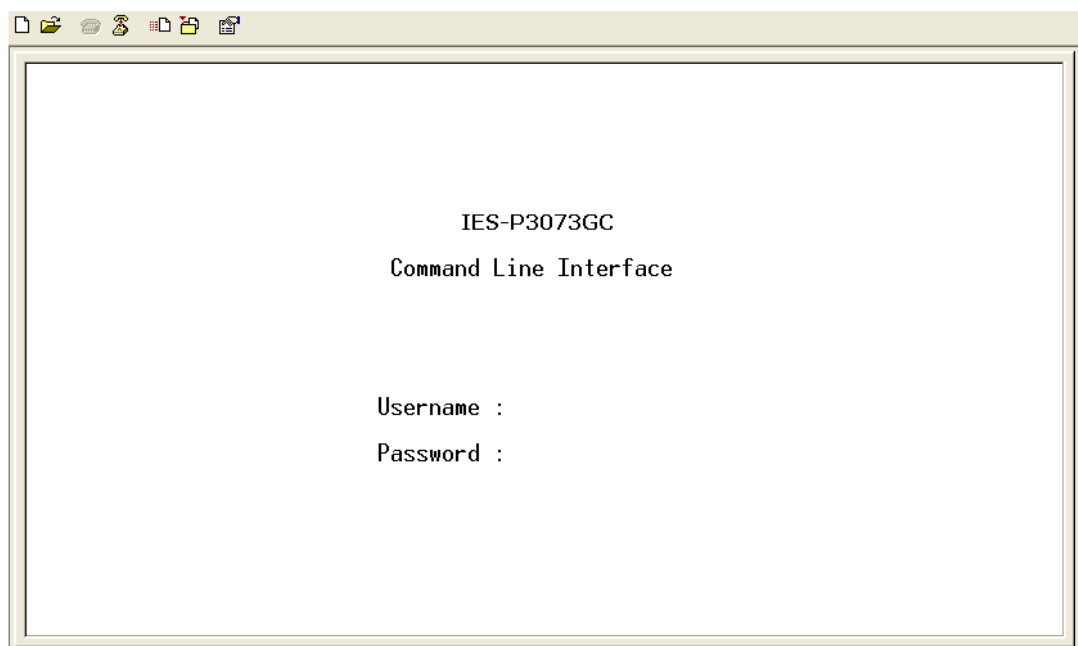 IES-P3073GC
Command Line Interface
Username :
Password :